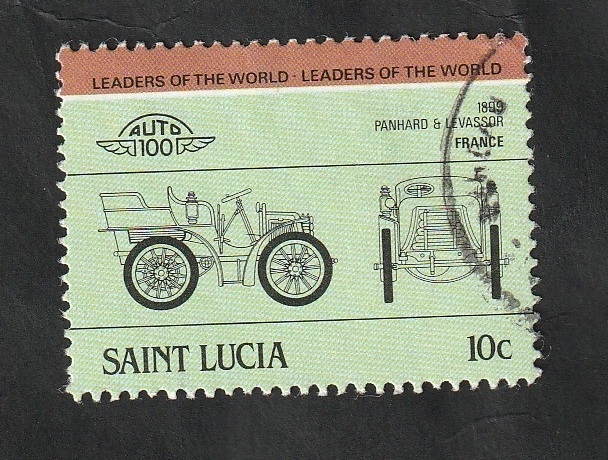 LEADERS OF THE WORLD · LEADERS OF THE WORLD
1899
PANHARD & LEVASSOR
FRANCE
AUTO
100
SAINT LUCIA
10c